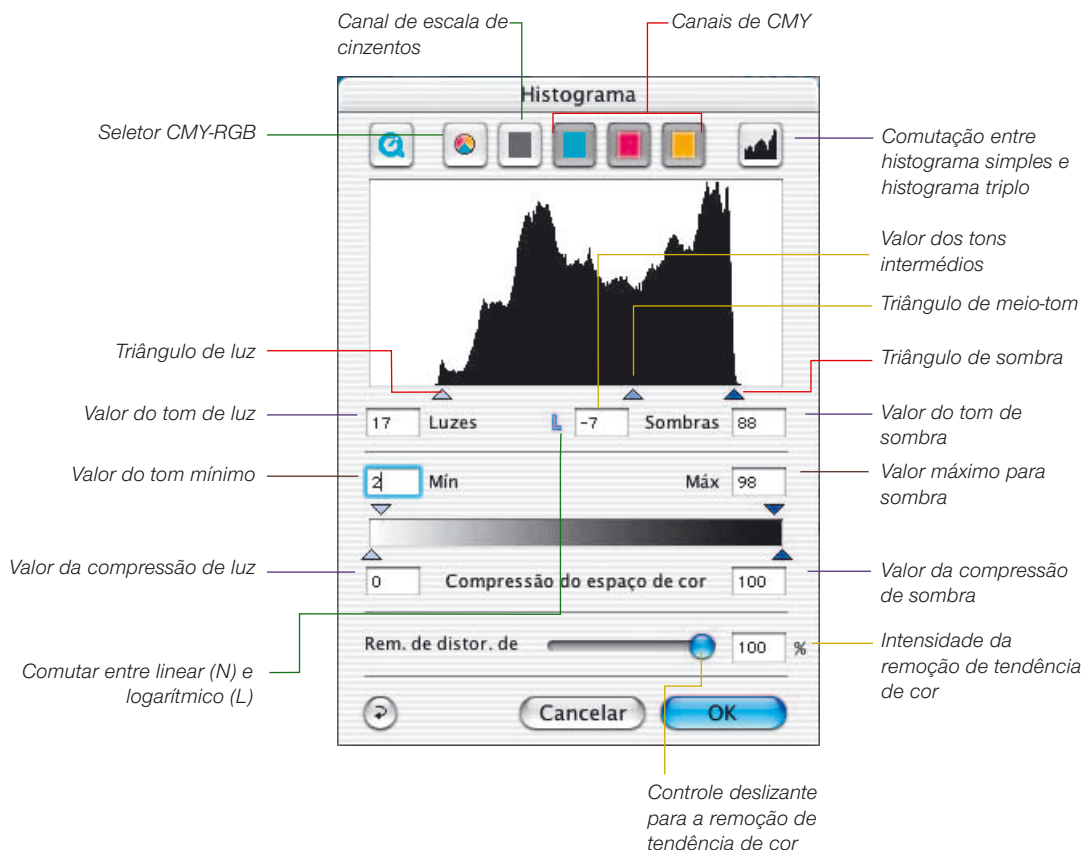 Canal de escala de
cinzentos
Canais de CMY
Histograma
Seletor CMY-RGB
Comutação entre
histograma simples e
histograma triplo
Valor dos tons
intermédios
Triângulo de meio-tom
Triângulo de luz
Triângulo de sombra
Valor do tom de luz
17 Luzes L -7 Sombras 88
Valor do tom de
sombra
Valor do tom mínimo
2 Mín Máx 98
Valor máximo para
sombra
Valor da compressão de luz
0 Compressão do espaço de cor 100
Valor da compressão
de sombra
Rem. de distor. de 100 %
Intensidade da
remoção de tendência
de cor
Comutar entre linear (N) e
logarítmico (L)
Cancelar OK
Controle deslizante
para a remoção de
tendência de cor